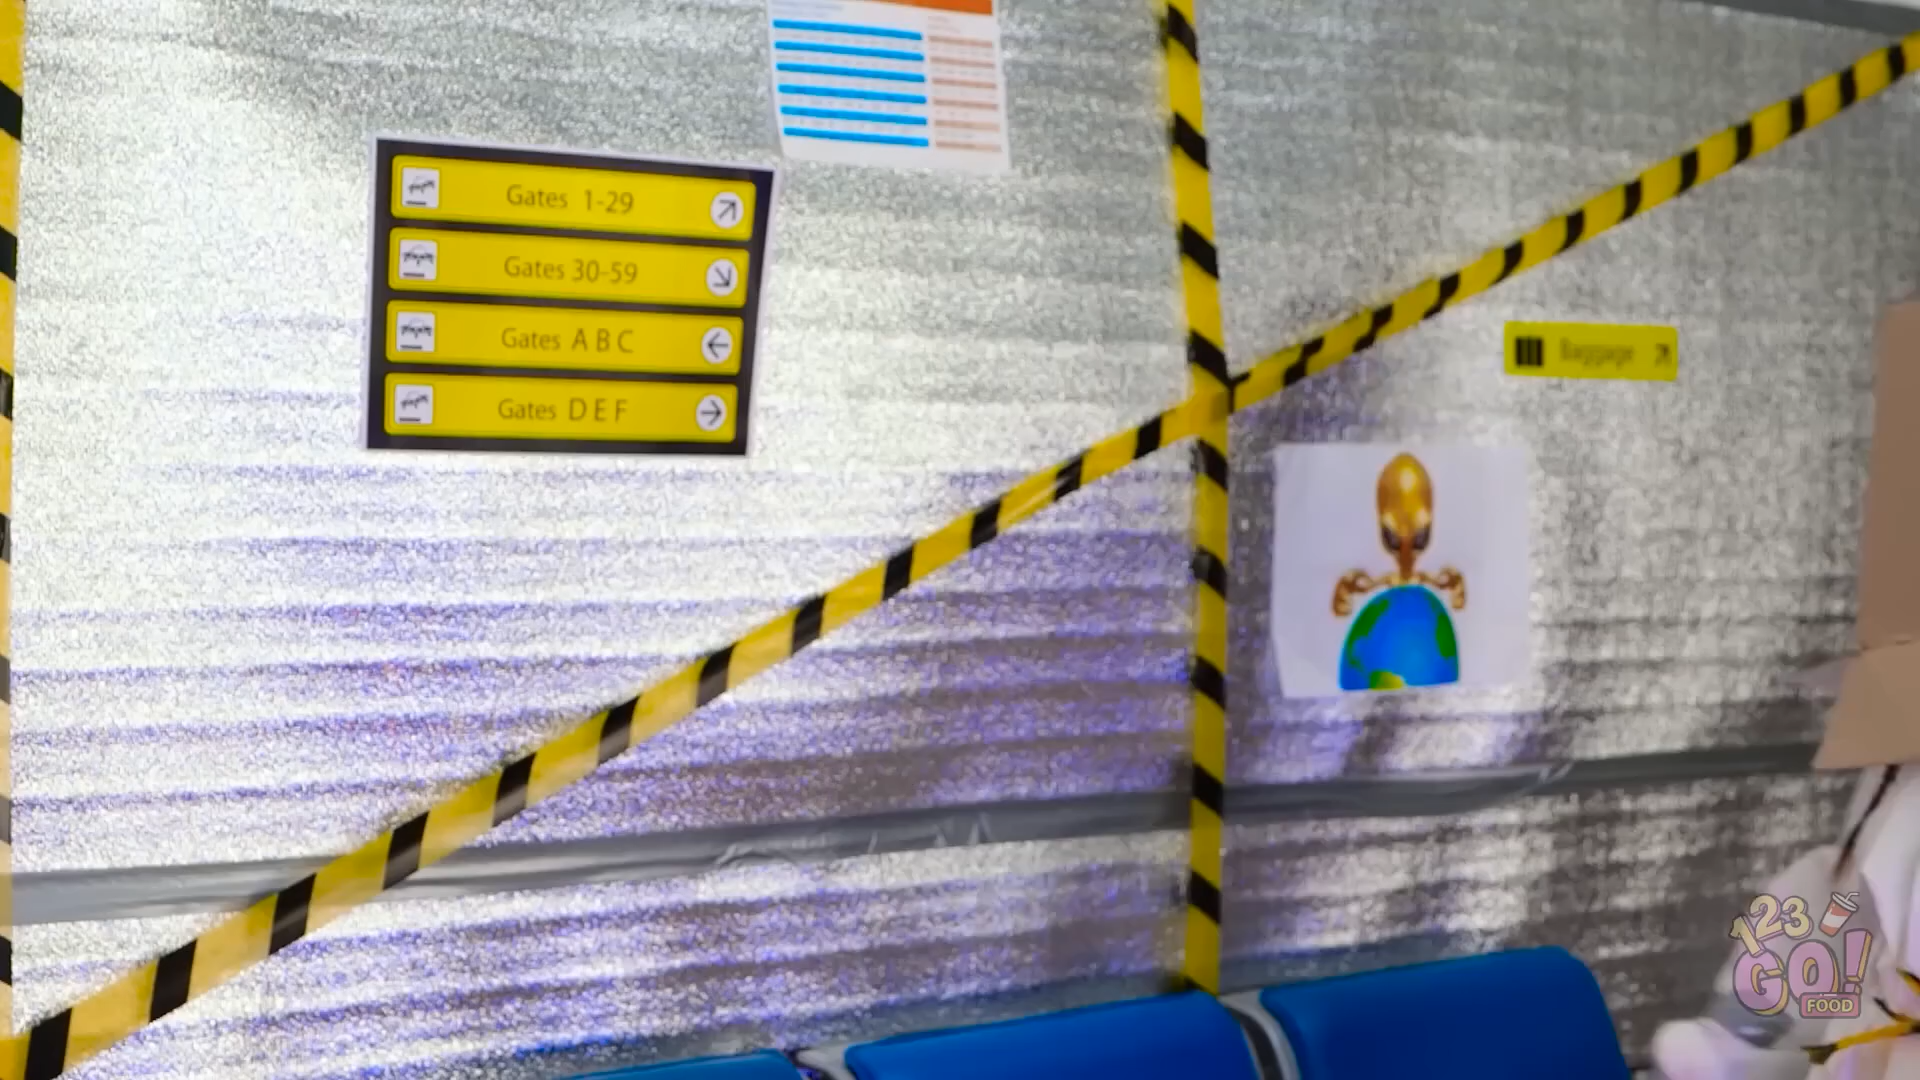 Gates 1-29
Gates 30-59
Gates A B C
Gates D E F
Baggage
123
GO!
FOOD